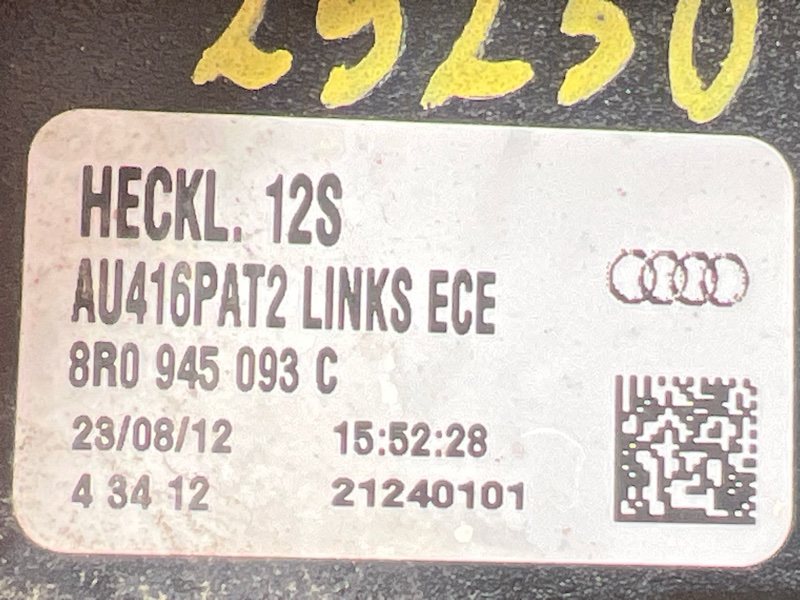 HECKL. 12S
AU416PAT2 LINKS ECE
8R0 945 093 C
23/08/12 15:52:28
4 34 12 21240101